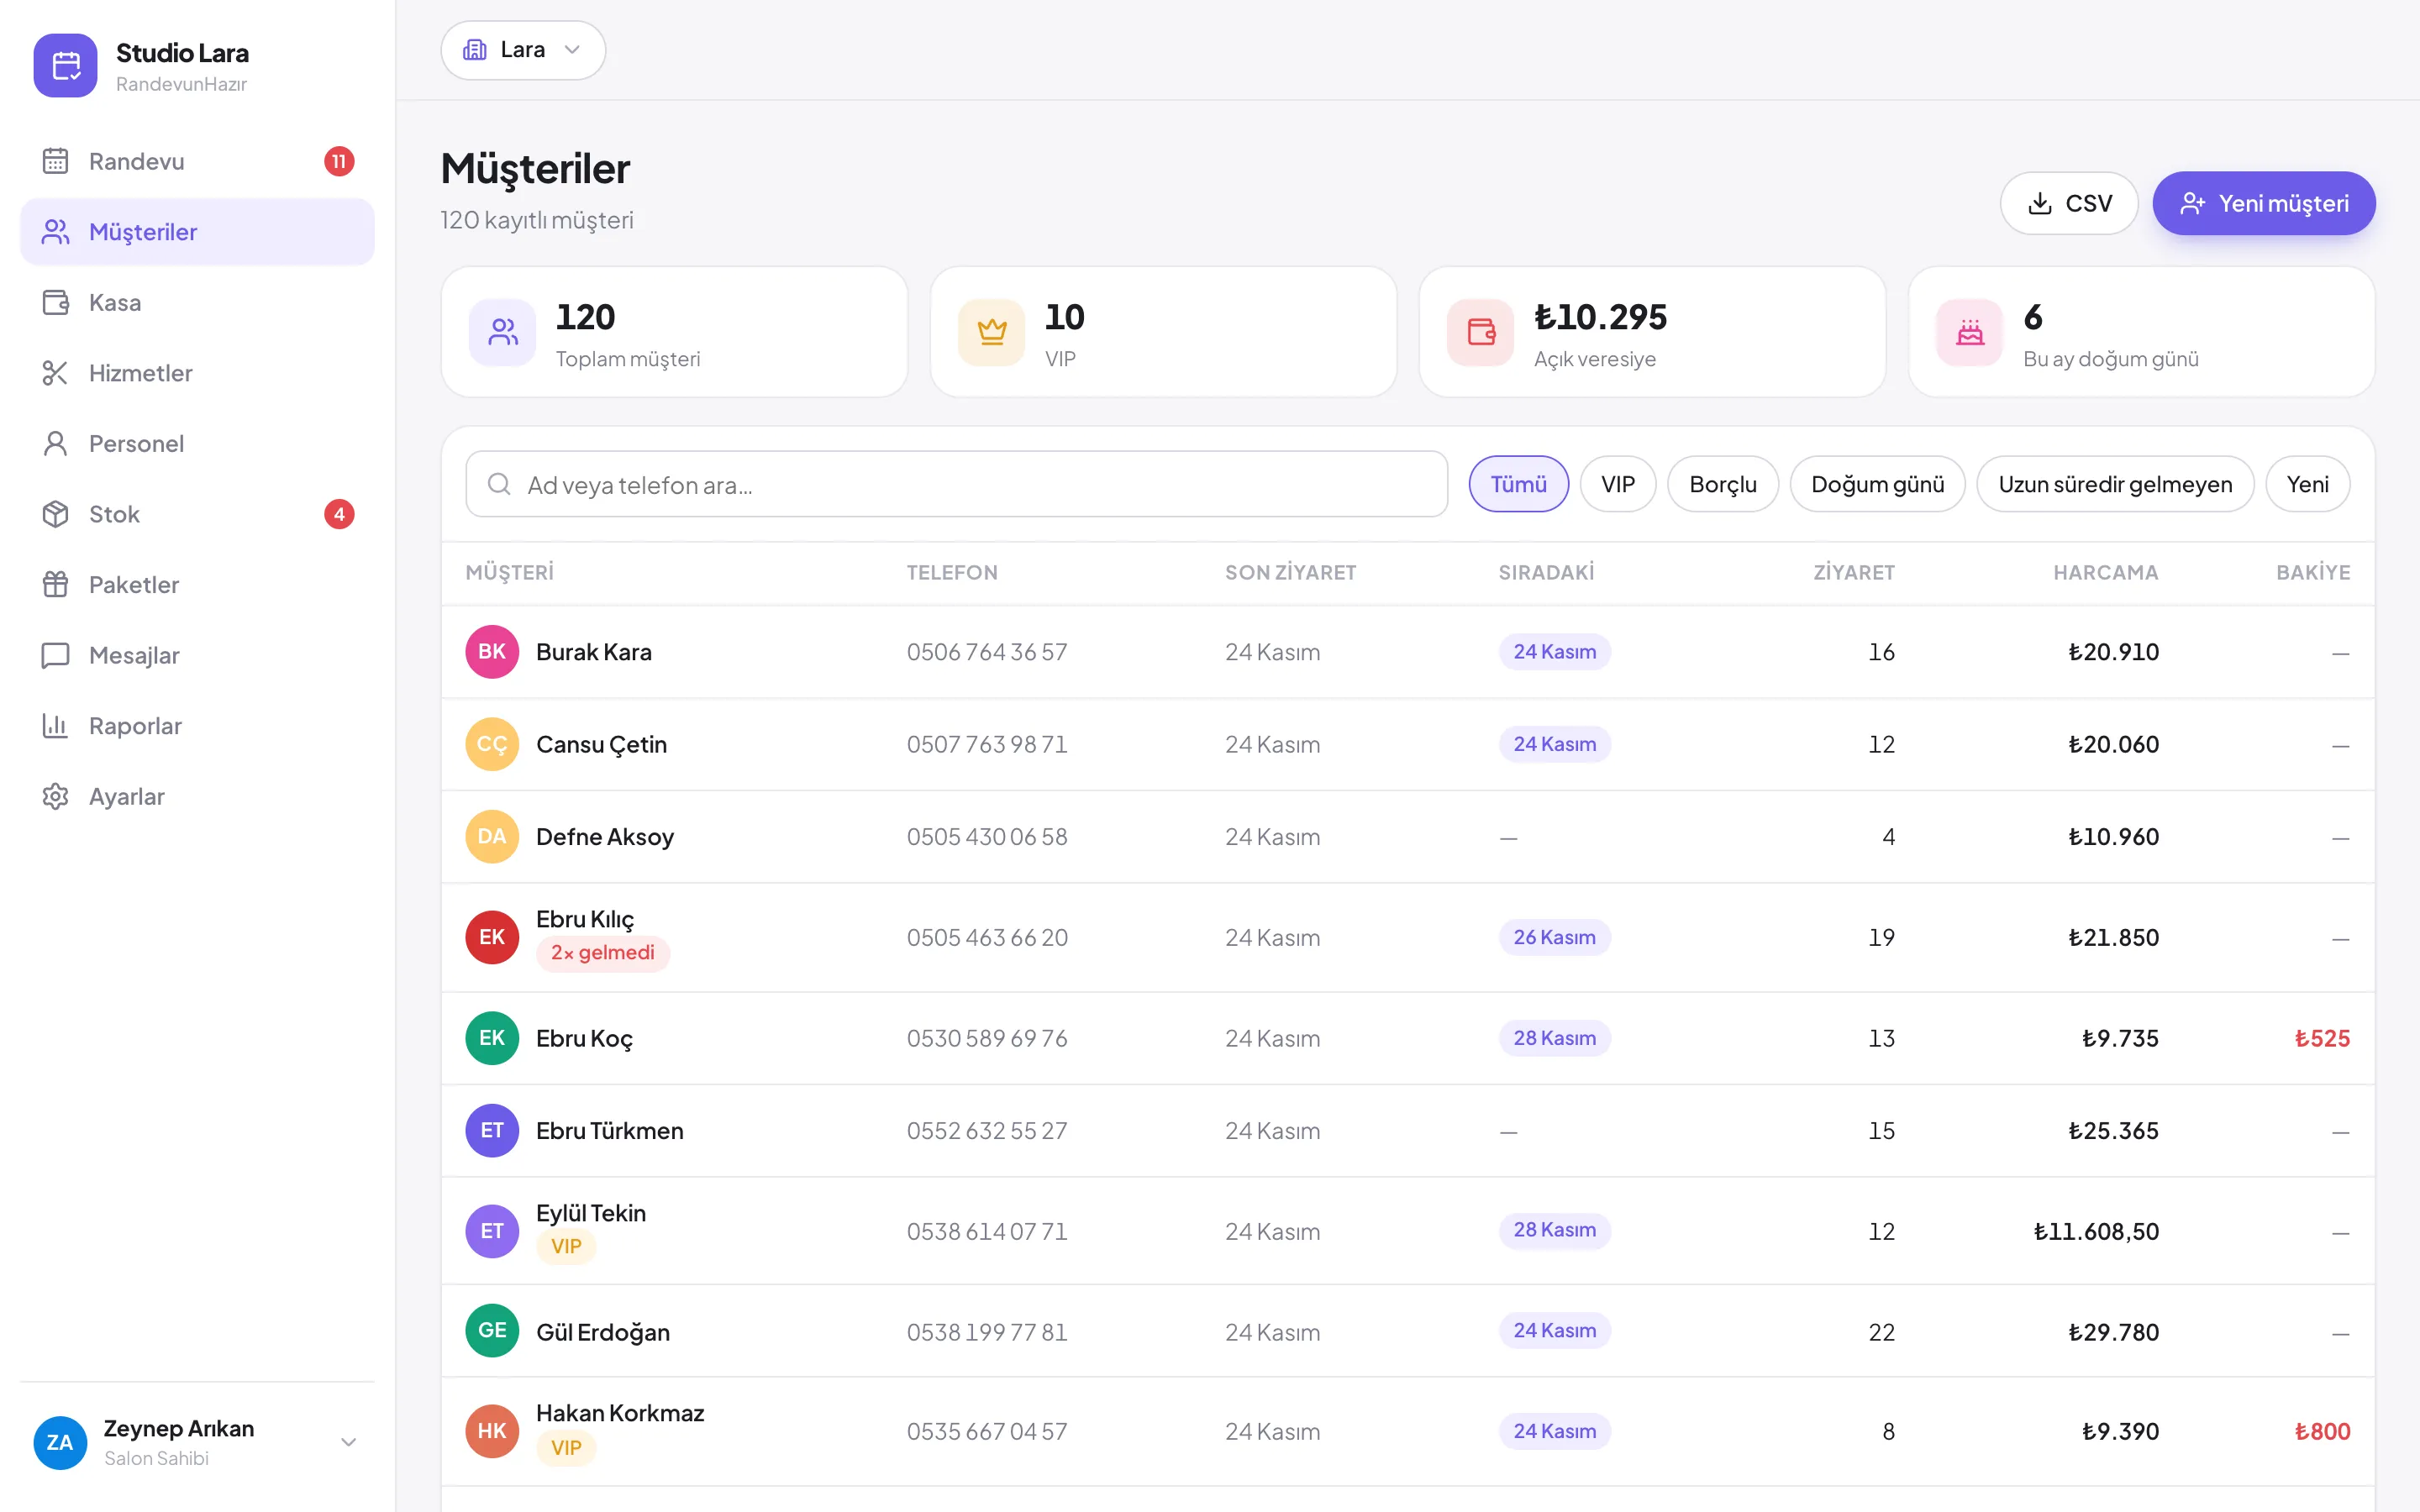 Studio Lara
RandevunHazır
Randevu 11
Müşteriler
Kasa
Hizmetler
Personel
Stok 4
Paketler
Mesajlar
Raporlar
Ayarlar
ZA Zeynep Arıkan
Salon Sahibi
Lara
Müşteriler
120 kayıtlı müşteri
CSV
Yeni müşteri
120
Toplam müşteri
10
VIP
₺10.295
Açık veresiye
6
Bu ay doğum günü
Ad veya telefon ara...
Tümü VIP Borçlu Doğum günü Uzun süredir gelmeyen Yeni
MÜŞTERİ TELEFON SON ZİYARET SIRADAKİ ZİYARET HARCAMA BAKİYE
BK Burak Kara 0506 764 36 57 24 Kasım 24 Kasım 16 ₺20.910 —
CÇ Cansu Çetin 0507 763 98 71 24 Kasım 24 Kasım 12 ₺20.060 —
DA Defne Aksoy 0505 430 06 58 24 Kasım — 4 ₺10.960 —
EK Ebru Kılıç 0505 463 66 20 24 Kasım 26 Kasım 19 ₺21.850 —
2× gelmedi
EK Ebru Koç 0530 589 69 76 24 Kasım 28 Kasım 13 ₺9.735 ₺525
ET Ebru Türkmen 0552 632 55 27 24 Kasım — 15 ₺25.365 —
ET Eylül Tekin 0538 614 07 71 24 Kasım 28 Kasım 12 ₺11.608,50 —
VIP
GE Gül Erdoğan 0538 199 77 81 24 Kasım 24 Kasım 22 ₺29.780 —
HK Hakan Korkmaz 0535 667 04 57 24 Kasım 24 Kasım 8 ₺9.390 ₺800
VIP